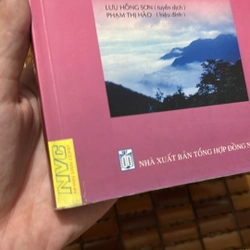 LƯU HỒNG SƠN (tuyển dịch)
PHẠM THỊ HẢO (hiệu đính)
NHÀ XUẤT BẢN TỔNG HỢP ĐỒNG N
NVC